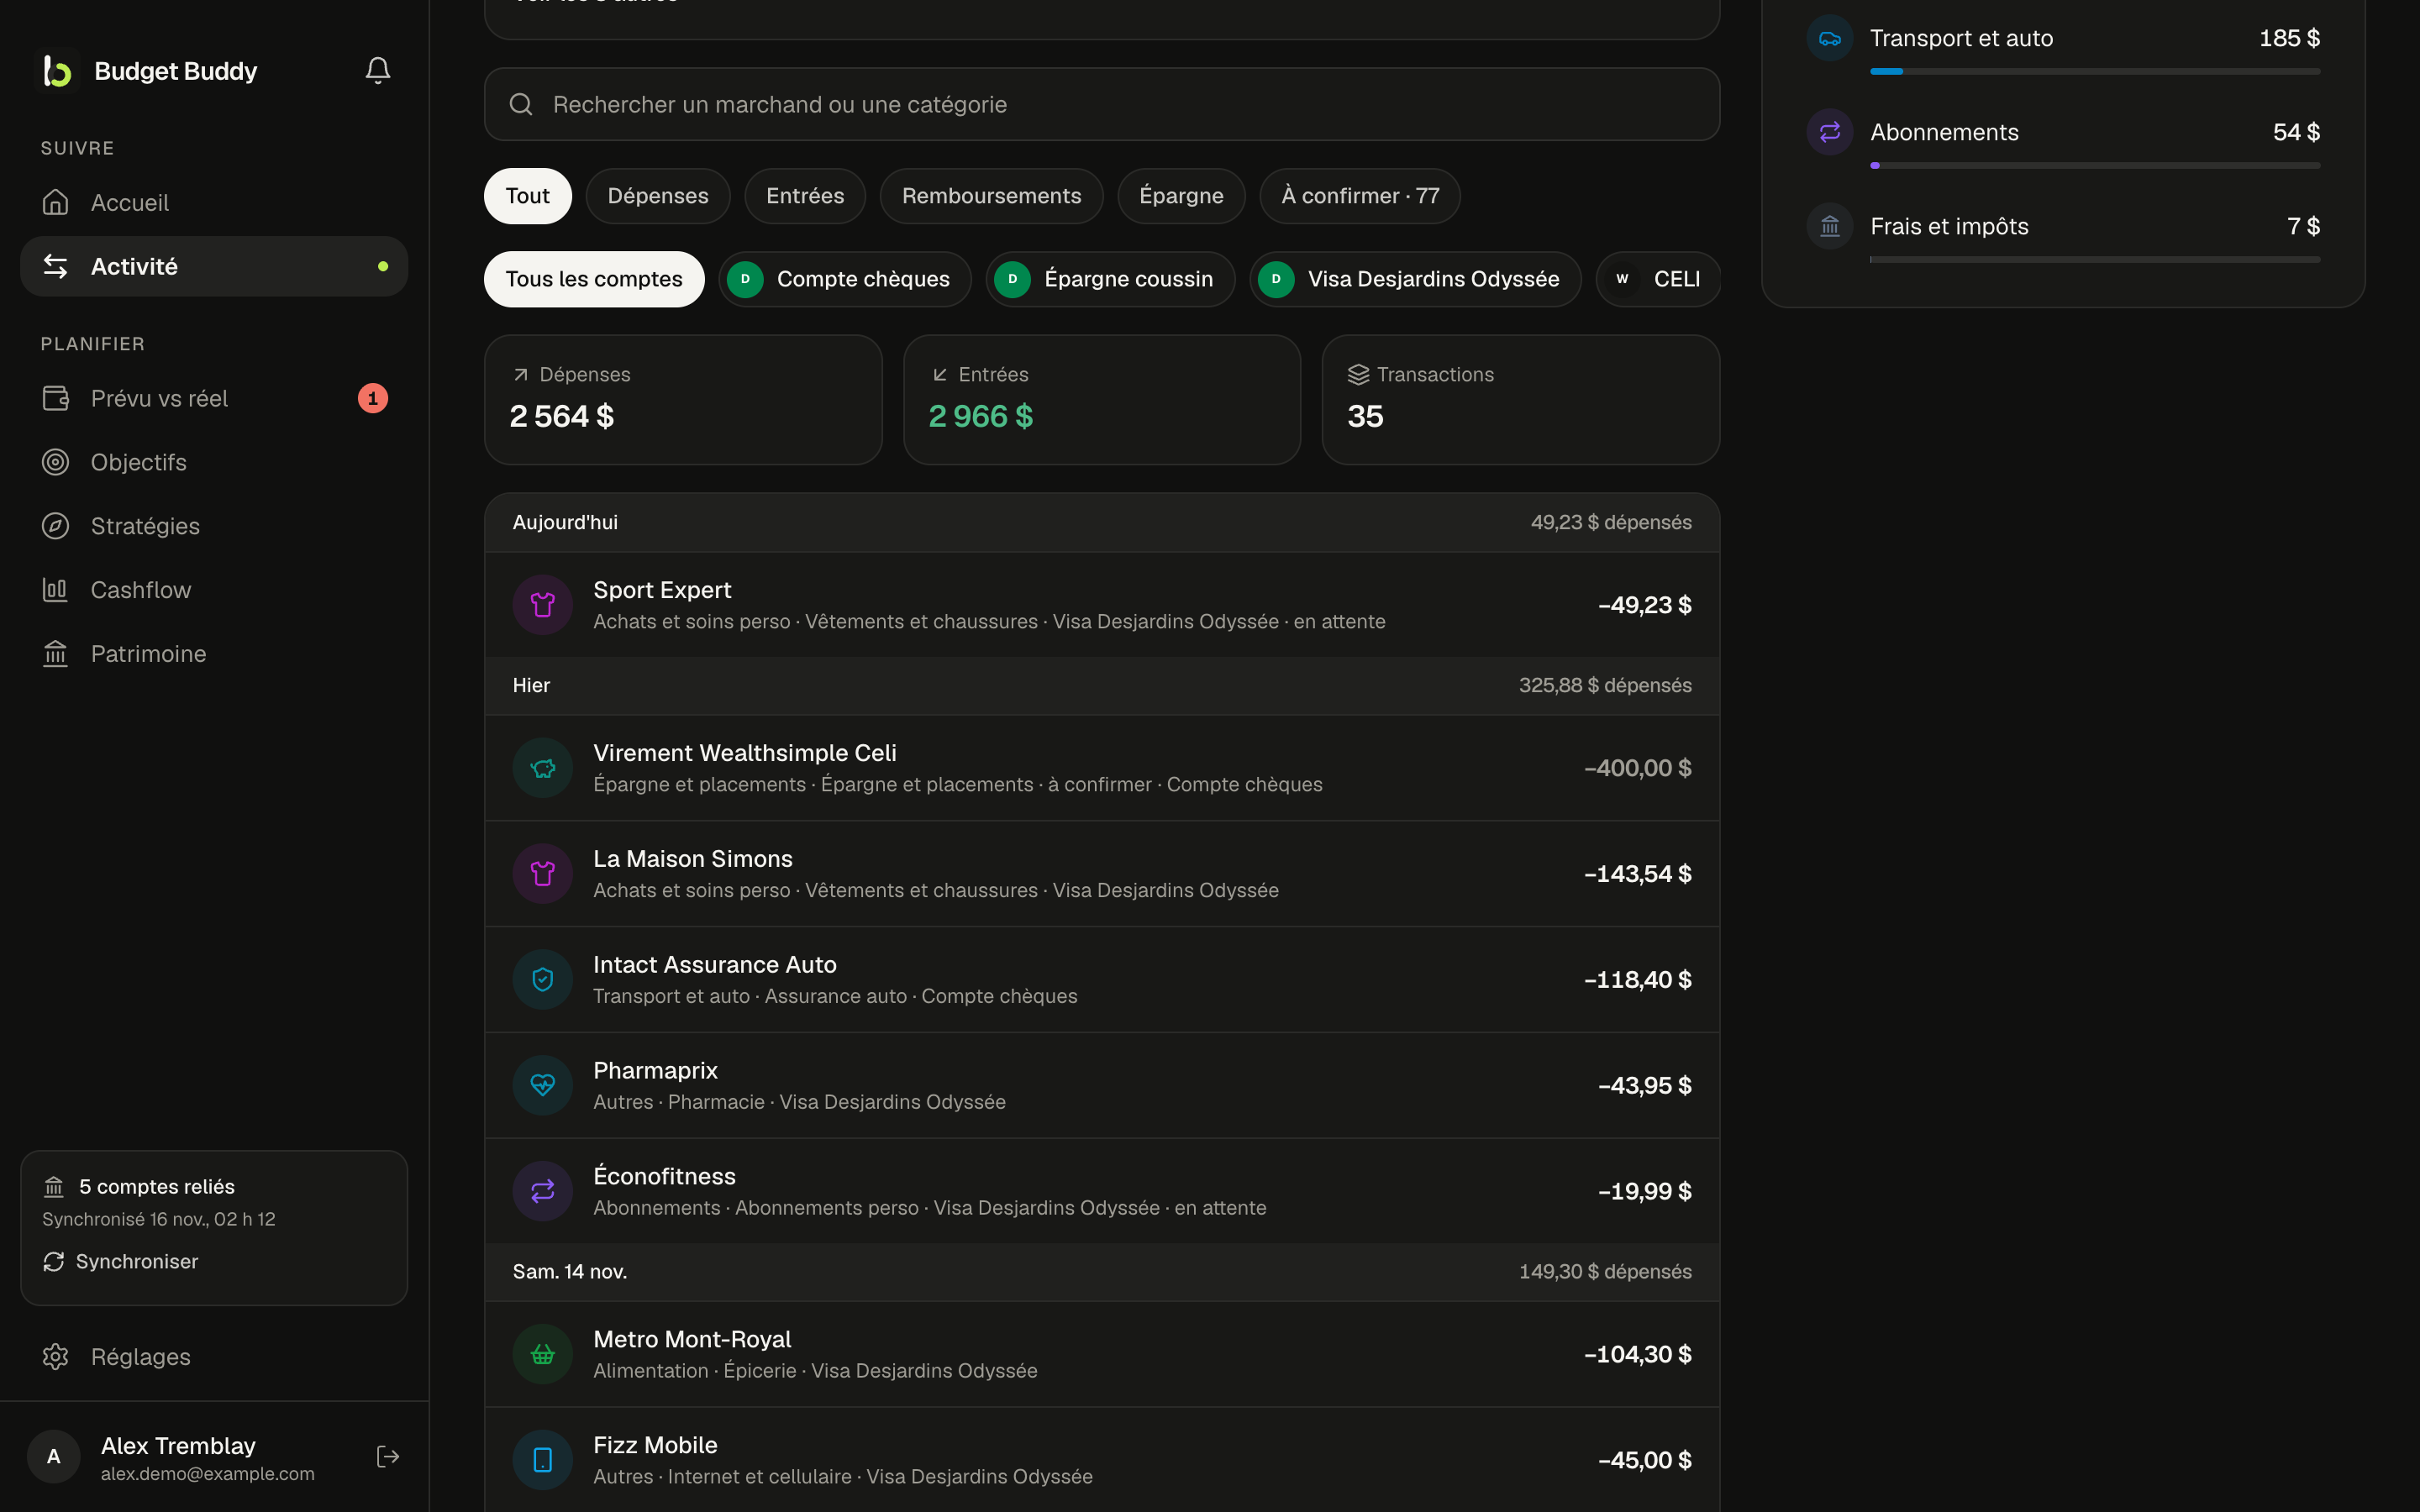 Budget Buddy
SUIVRE
Accueil
Activité
PLANIFIER
Prévu vs réel
1
Objectifs
Stratégies
Cashflow
Patrimoine
5 comptes reliés
Synchronisé 16 nov., 02 h 12
Synchroniser
Réglages
A
Alex Tremblay
alex.demo@example.com
Rechercher un marchand ou une catégorie
Tout
Dépenses
Entrées
Remboursements
Épargne
À confirmer · 77
Tous les comptes
D Compte chèques
D Épargne coussin
D Visa Desjardins Odyssée
W CELI
Dépenses
2 564 $
Entrées
2 966 $
Transactions
35
Aujourd'hui 49,23 $ dépensés
Sport Expert
Achats et soins perso · Vêtements et chaussures · Visa Desjardins Odyssée · en attente
−49,23 $
Hier 325,88 $ dépensés
Virement Wealthsimple Celi
Épargne et placements · Épargne et placements · à confirmer · Compte chèques
−400,00 $
La Maison Simons
Achats et soins perso · Vêtements et chaussures · Visa Desjardins Odyssée
−143,54 $
Intact Assurance Auto
Transport et auto · Assurance auto · Compte chèques
−118,40 $
Pharmaprix
Autres · Pharmacie · Visa Desjardins Odyssée
−43,95 $
Éconofitness
Abonnements · Abonnements perso · Visa Desjardins Odyssée · en attente
−19,99 $
Sam. 14 nov. 149,30 $ dépensés
Metro Mont-Royal
Alimentation · Épicerie · Visa Desjardins Odyssée
−104,30 $
Fizz Mobile
Autres · Internet et cellulaire · Visa Desjardins Odyssée
−45,00 $
Transport et auto 185 $
Abonnements 54 $
Frais et impôts 7 $